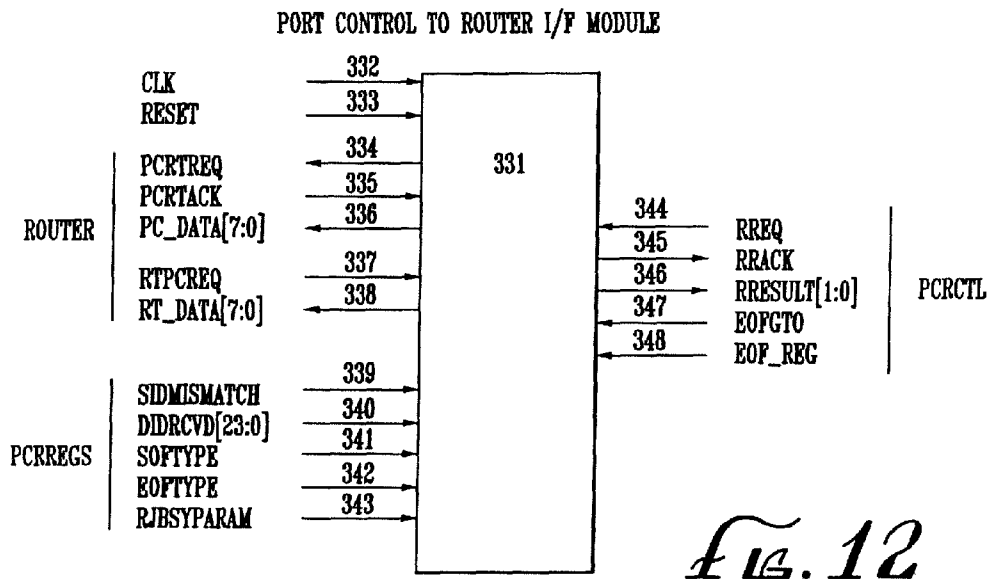 PORT CONTROL TO ROUTER I/F MODULE
CLK 332
RESET 333
331
ROUTER
PCRTREQ 334
PCRTACK 335
PC_DATA[7:0] 336
RTPCREQ 337
RT_DATA[7:0] 338
PCRREGS
SIDMISMATCH 339
DIDRCVD[23:0] 340
SOFTYPE 341
EOFTYPE 342
RJBSYPARAM 343
344 RREQ
345 RRACK
346 RRESULT[1:0]
347 EOFGTO
348 EOF_REG
PCRCTL
FIG. 12